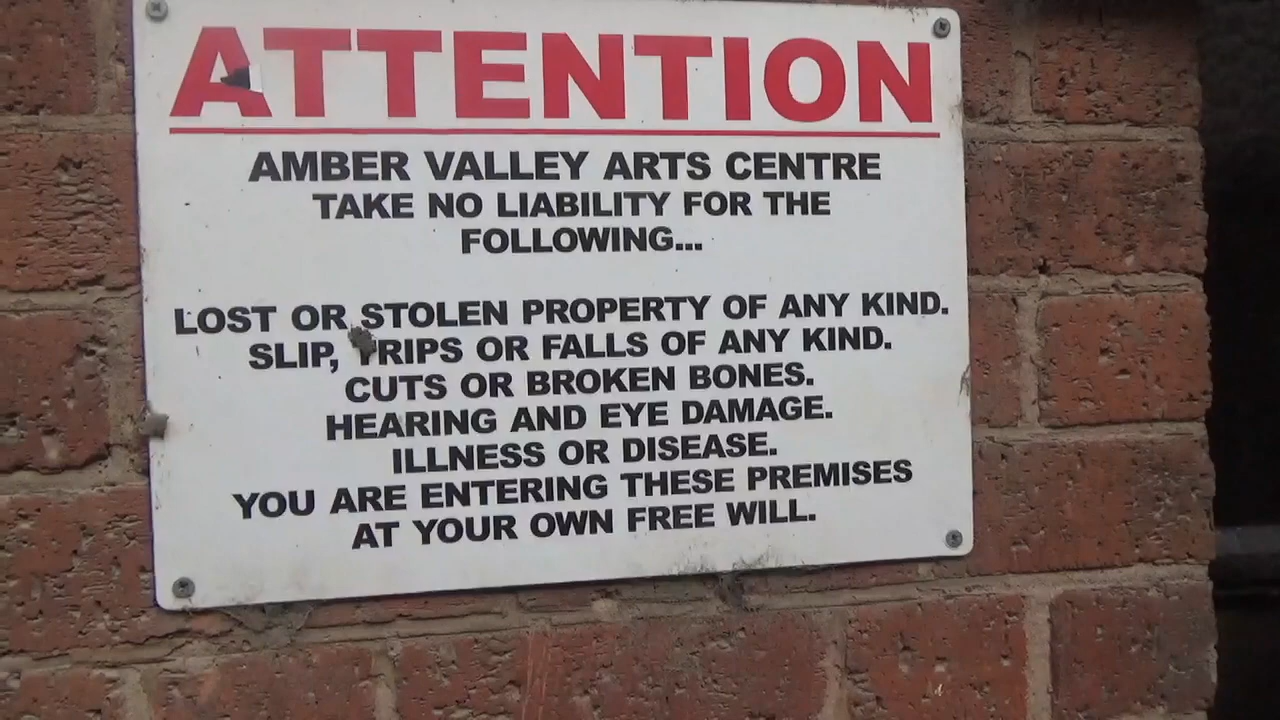 ATTENTION
AMBER VALLEY ARTS CENTRE
TAKE NO LIABILITY FOR THE
FOLLOWING...
LOST OR STOLEN PROPERTY OF ANY KIND.
SLIP, TRIPS OR FALLS OF ANY KIND.
CUTS OR BROKEN BONES.
HEARING AND EYE DAMAGE.
ILLNESS OR DISEASE.
YOU ARE ENTERING THESE PREMISES
AT YOUR OWN FREE WILL.